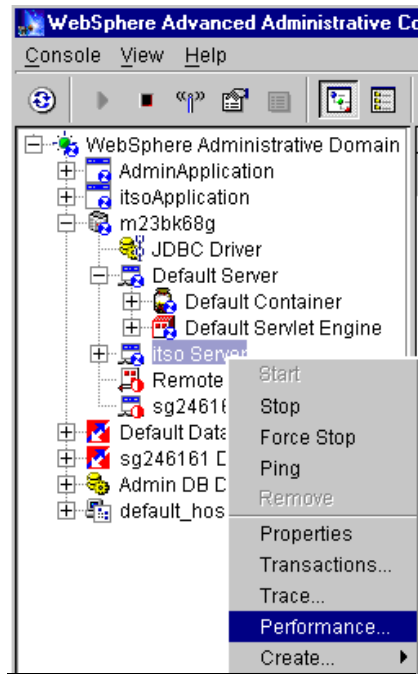 WebSphere Advanced Administrative Co
Console View Help
WebSphere Administrative Domain
AdminApplication
itsoApplication
m23bk68g
JDBC Driver
Default Server
Default Container
Default Servlet Engine
itso Server
Remote
sg24616
Default Data
sg246161 D
Admin DB D
default_hos
Start
Stop
Force Stop
Ping
Remove
Properties
Transactions...
Trace...
Performance...
Create...